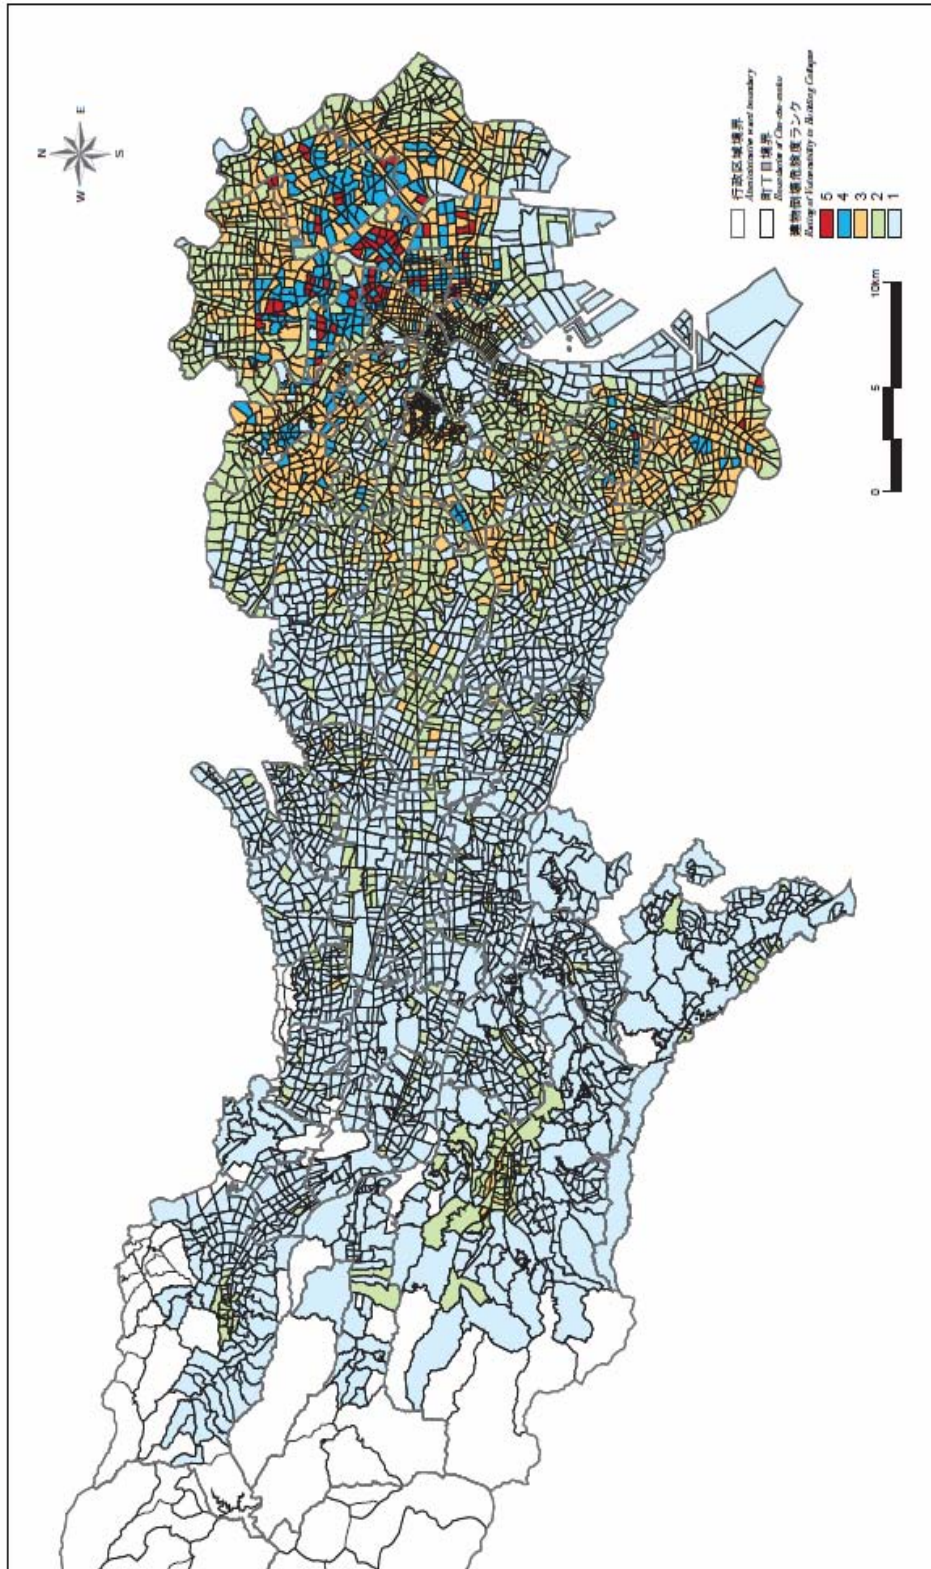 N
E
W
S
行政区域境界
Administrative ward boundary
町丁目境界
Boundaries of Cho-cho-moku
建物倒壊危険度ランク
Rating of Vulnerability to Building Collapse
5
4
3
2
1
0
5
10km